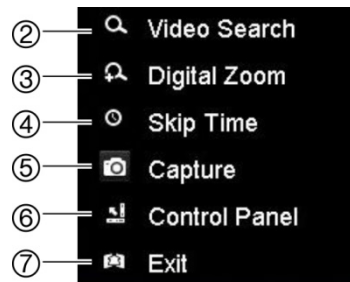 ② Video Search
③ Digital Zoom
④ Skip Time
⑤ Capture
⑥ Control Panel
⑦ Exit